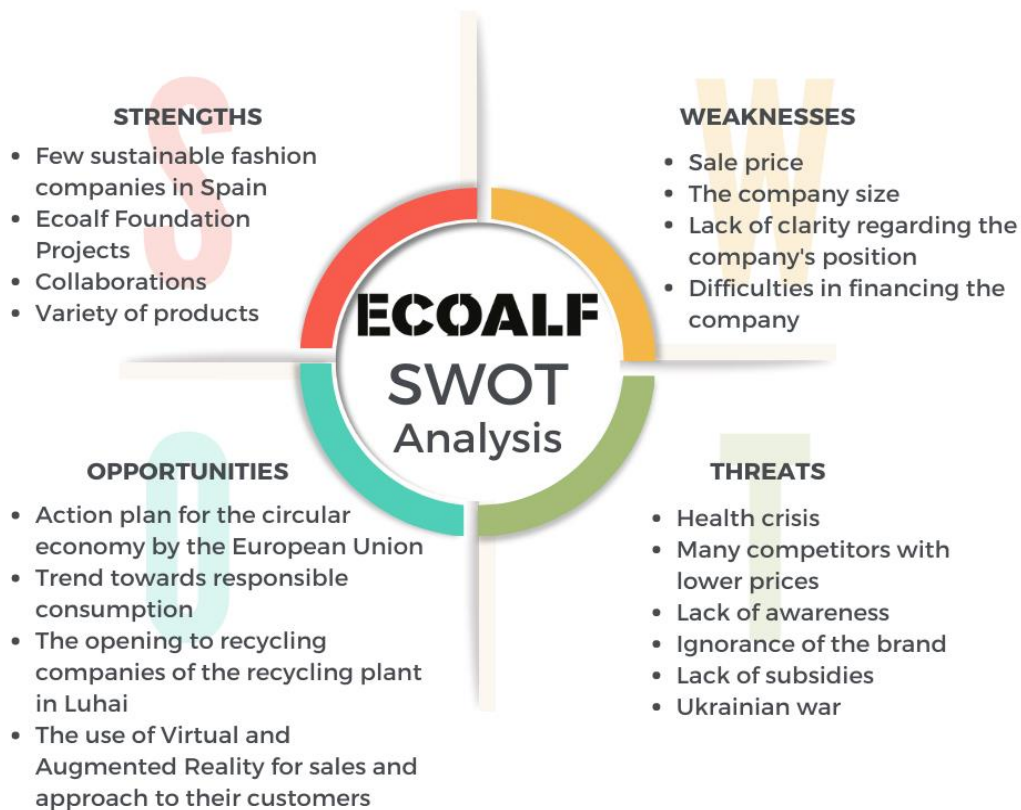 S
STRENGTHS
• Few sustainable fashion
companies in Spain
• Ecoalf Foundation
Projects
• Collaborations
• Variety of products
W
WEAKNESSES
• Sale price
• The company size
• Lack of clarity regarding the
company's position
• Difficulties in financing the
company
ECOALF
SWOT
Analysis
O
OPPORTUNITIES
• Action plan for the circular
economy by the European Union
• Trend towards responsible
consumption
• The opening to recycling
companies of the recycling plant
in Luhai
• The use of Virtual and
Augmented Reality for sales and
approach to their customers
T
THREATS
• Health crisis
• Many competitors with
lower prices
• Lack of awareness
• Ignorance of the brand
• Lack of subsidies
• Ukrainian war